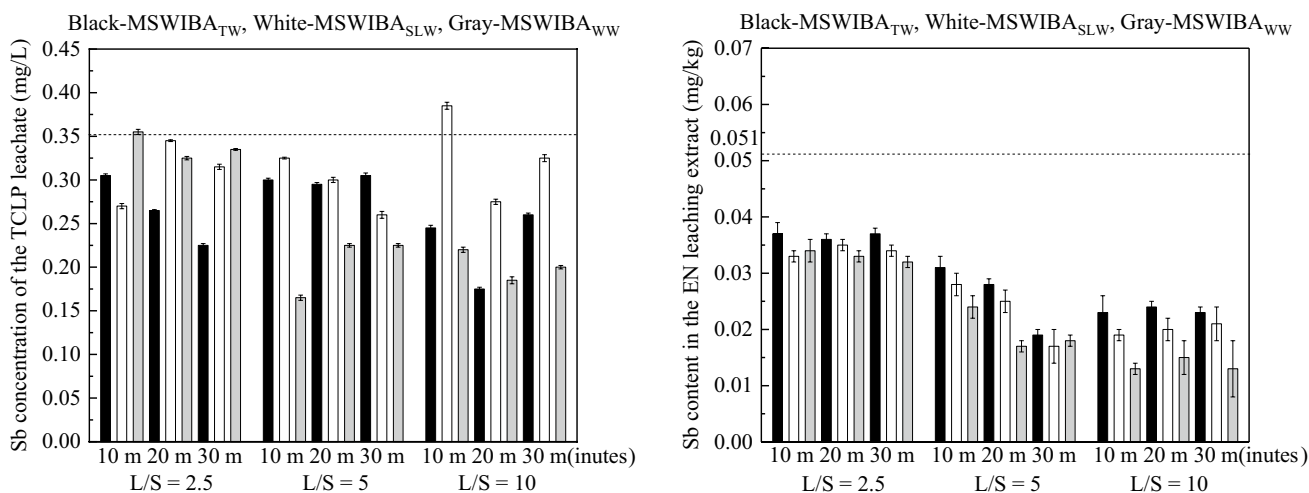 Black-MSWIBA_TW, White-MSWIBA_SLW, Gray-MSWIBA_WW
Sb concentration of the TCLP leachate (mg/L)
0.45
0.40
0.35
0.30
0.25
0.20
0.15
0.10
0.05
0.00
10 m 20 m 30 m 10 m 20 m 30 m 10 m 20 m 30 m(inutes)
L/S = 2.5 L/S = 5 L/S = 10
Black-MSWIBA_TW, White-MSWIBA_SLW, Gray-MSWIBA_WW
Sb content in the EN leaching extract (mg/kg)
0.07
0.06
0.051
0.05
0.04
0.03
0.02
0.01
0.00
10 m 20 m 30 m 10 m 20 m 30 m 10 m 20 m 30 m(inutes)
L/S = 2.5 L/S = 5 L/S = 10